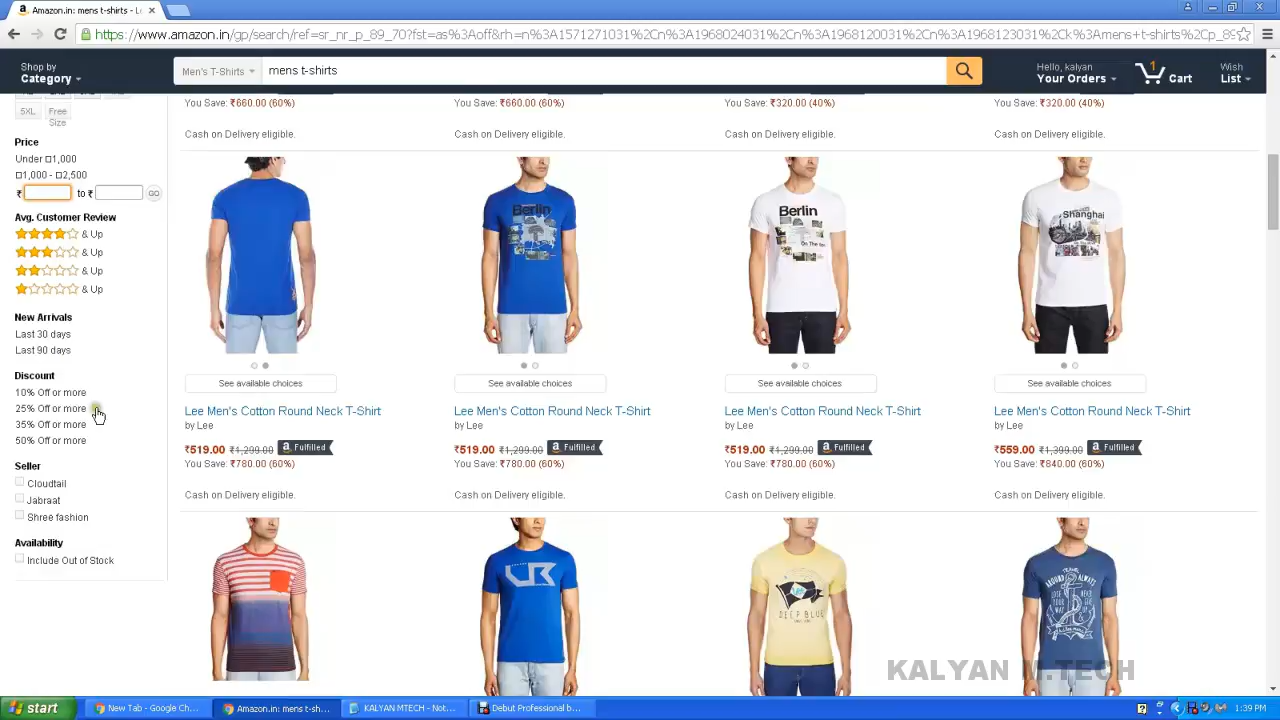 Amazon.in: mens t-shirts - Le
https://www.amazon.in/gp/search/ref=sr_nr_p_89_70?fst=as%3Aoff&rh=n%3A1571271031%2Cn%3A1968024031%2Cn%3A1968120031%2Cn%3A1968123031%2Ck%3Amens+t-shirts%2Cp_89
Shop by
Category
Men's T-Shirts
mens t-shirts
Hello, kalyan
Your Orders
1
Cart
Wish
List
5XL
Free
Size
Price
Under □1,000
□1,000 - □2,500
₹ to ₹ GO
Avg. Customer Review
& Up
& Up
& Up
& Up
New Arrivals
Last 30 days
Last 90 days
Discount
10% Off or more
25% Off or more
35% Off or more
50% Off or more
Seller
Cloudtail
Jabraat
Shree fashion
Availability
Include Out of Stock
You Save: ₹660.00 (60%)
You Save: ₹660.00 (60%)
You Save: ₹320.00 (40%)
You Save: ₹320.00 (40%)
Cash on Delivery eligible.
Cash on Delivery eligible.
Cash on Delivery eligible.
Cash on Delivery eligible.
Berlin
Berlin
On The
Shanghai
See available choices
See available choices
See available choices
See available choices
Lee Men's Cotton Round Neck T-Shirt
Lee Men's Cotton Round Neck T-Shirt
Lee Men's Cotton Round Neck T-Shirt
Lee Men's Cotton Round Neck T-Shirt
by Lee
by Lee
by Lee
by Lee
₹519.00 ₹1,299.00 a Fulfilled
₹519.00 ₹1,299.00 a Fulfilled
₹519.00 ₹1,299.00 a Fulfilled
₹559.00 ₹1,399.00 a Fulfilled
You Save: ₹780.00 (60%)
You Save: ₹780.00 (60%)
You Save: ₹780.00 (60%)
You Save: ₹840.00 (60%)
Cash on Delivery eligible.
Cash on Delivery eligible.
Cash on Delivery eligible.
Cash on Delivery eligible.
DEEP BLUE
AROUND ALWAYS
KALYAN M.TECH
start
New Tab - Google Ch...
Amazon.in: mens t-s...
KALYAN MTECH - Not...
Debut Professional b...
1:39 PM